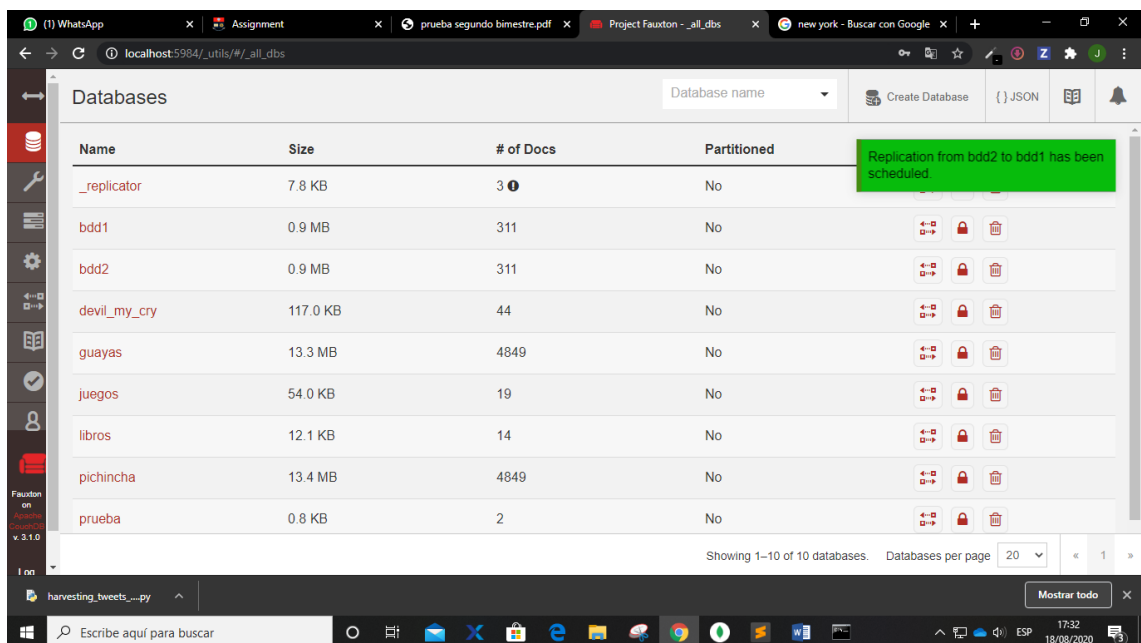 (1) WhatsApp
Assignment
prueba segundo bimestre.pdf
Project Fauxton - _all_dbs
new york - Buscar con Google
localhost:5984/_utils/#/_all_dbs
Z
J
Databases
Database name
Create Database
{ } JSON
Name Size # of Docs Partitioned
Replication from bdd2 to bdd1 has been scheduled.
_replicator 7.8 KB 3 No
bdd1 0.9 MB 311 No
bdd2 0.9 MB 311 No
devil_my_cry 117.0 KB 44 No
guayas 13.3 MB 4849 No
juegos 54.0 KB 19 No
libros 12.1 KB 14 No
pichincha 13.4 MB 4849 No
prueba 0.8 KB 2 No
Fauxton
on
Apache
CouchDB
v. 3.1.0
Log
Showing 1–10 of 10 databases. Databases per page 20 « 1 »
harvesting_tweets_....py
Mostrar todo
Escribe aquí para buscar
ESP
17:32
18/08/2020